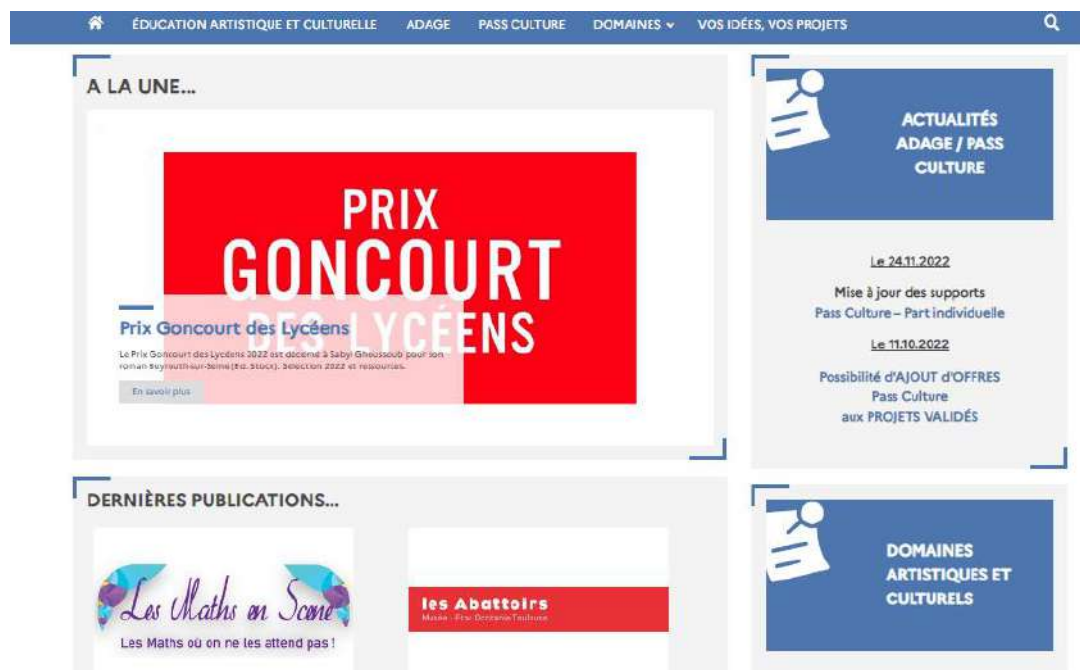 ÉDUCATION ARTISTIQUE ET CULTURELLE ADAGE PASS CULTURE DOMAINES VOS IDÉES, VOS PROJETS
A LA UNE...
PRIX
GONCOURT
DES LYCÉENS
Prix Goncourt des Lycéens
Le Prix Goncourt des Lycéens 2022 est décerné à Sabyl Ghoussoub pour son
roman Beyrouth-sur-Seine (Ed. Stock). Sélection 2022 et ressources.
En savoir plus
ACTUALITÉS
ADAGE / PASS
CULTURE
Le 24.11.2022
Mise à jour des supports
Pass Culture – Part individuelle
Le 11.10.2022
Possibilité d'AJOUT d'OFFRES
Pass Culture
aux PROJETS VALIDÉS
DERNIÈRES PUBLICATIONS...
Les Maths en Scène
Les Maths où on ne les attend pas !
les Abattoirs
Musée - Frac Occitanie Toulouse
DOMAINES
ARTISTIQUES ET
CULTURELS